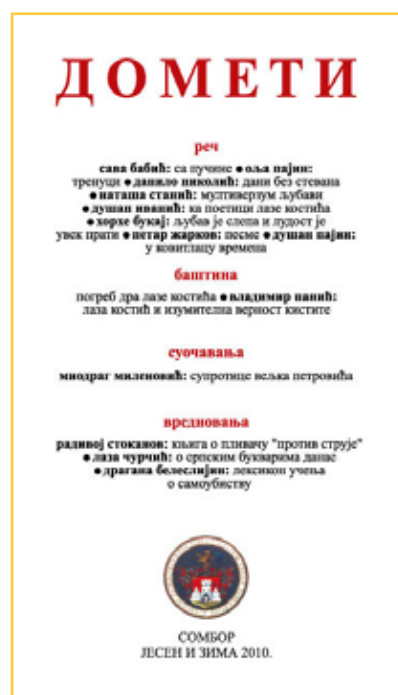 ДОМЕТИ
реч
сава бабић: са пучине ● оља пајин:
тренуци ● данило николић: дани без стевана
● наташа станић: мултиверзум љубави
● душан иванић: ка поетици лазе костића
● хорхе букај: љубав је слепа и лудост је
увек прати ● петар жарков: песме ● душан пајин:
у ковитлацу времена
баштина
погреб дра лазе костића ● владимир панић:
лаза костић и изумителна верност кистите
суочавања
миодраг миленовић: супротице вељка петровића
вредновања
радивој стоканов: књига о пливачу "против струје"
● лаза чурчић: о српским букварима данас
● драгана белеслијин: лексикон учења
о самоубиству
СОМБОР
ЈЕСЕН И ЗИМА 2010.